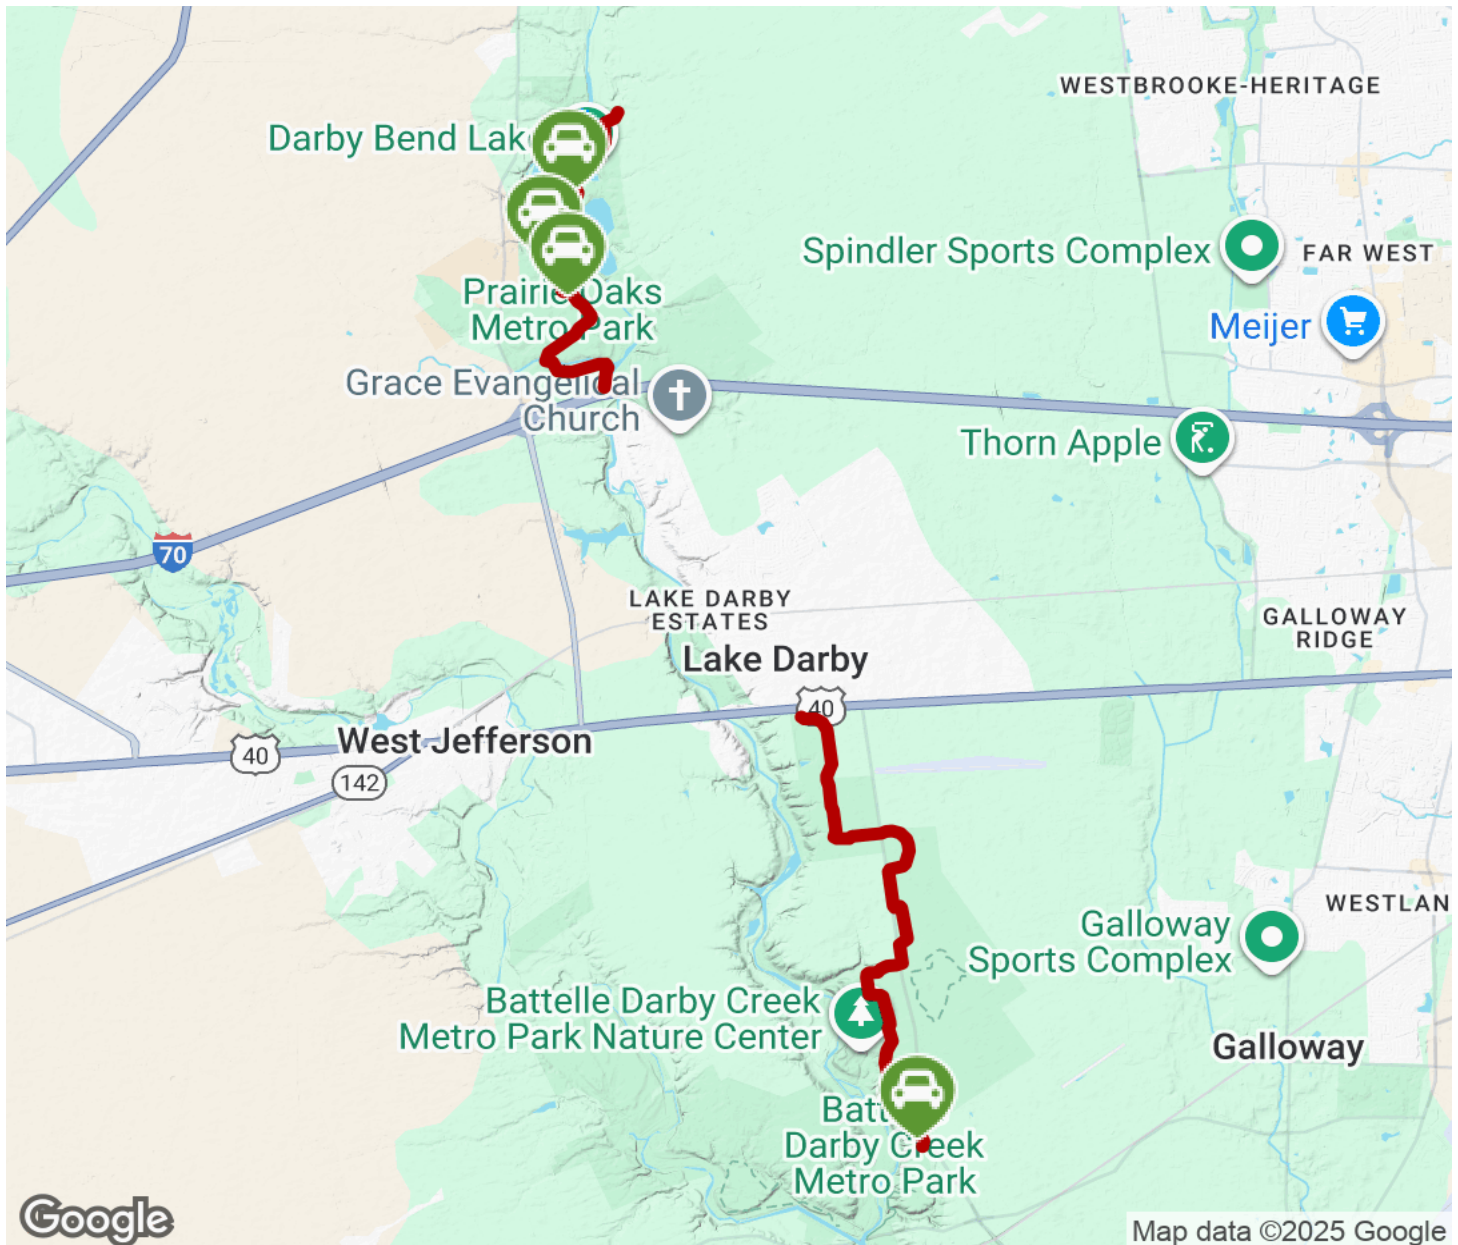 WESTBROOKE-HERITAGE
Darby Bend Lak
Spindler Sports Complex
FAR WEST
Prairie Oaks
Metro Park
Meijer
Grace Evangelical
Church
Thorn Apple
70
LAKE DARBY
ESTATES
GALLOWAY
RIDGE
Lake Darby
40
West Jefferson
40
142
WESTLAN
Galloway
Sports Complex
Battelle Darby Creek
Metro Park Nature Center
Galloway
Batt
Darby Creek
Metro Park
Google
Map data ©2025 Google